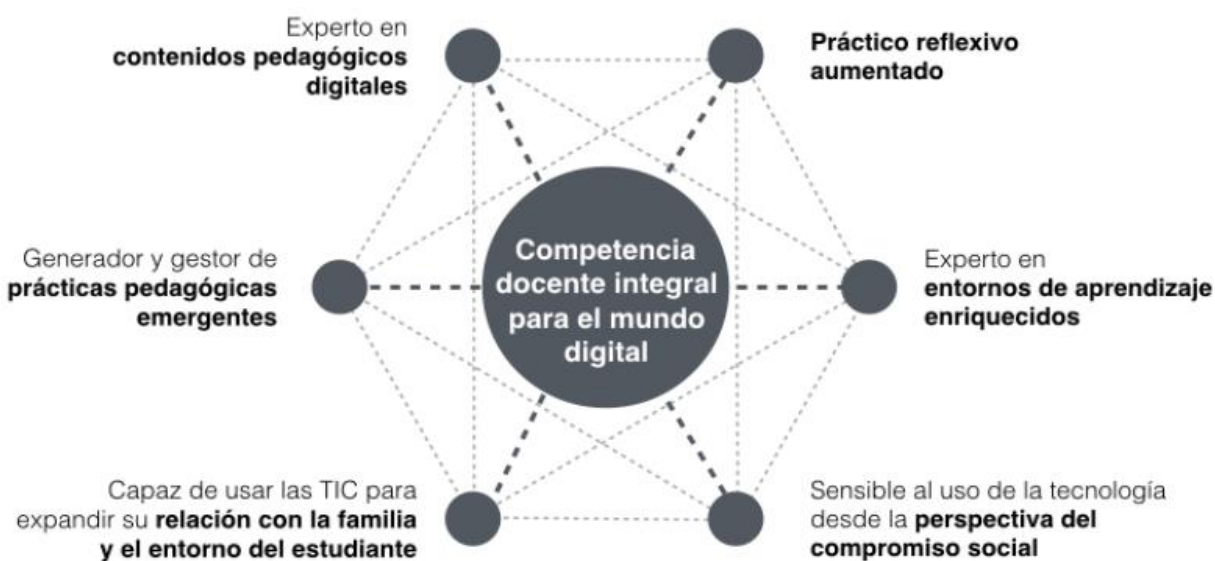 Experto en
contenidos pedagógicos
digitales
Práctico reflexivo
aumentado
Generador y gestor de
prácticas pedagógicas
emergentes
Competencia
docente integral
para el mundo
digital
Experto en
entornos de aprendizaje
enriquecidos
Capaz de usar las TIC para
expandir su relación con la familia
y el entorno del estudiante
Sensible al uso de la tecnología
desde la perspectiva del
compromiso social